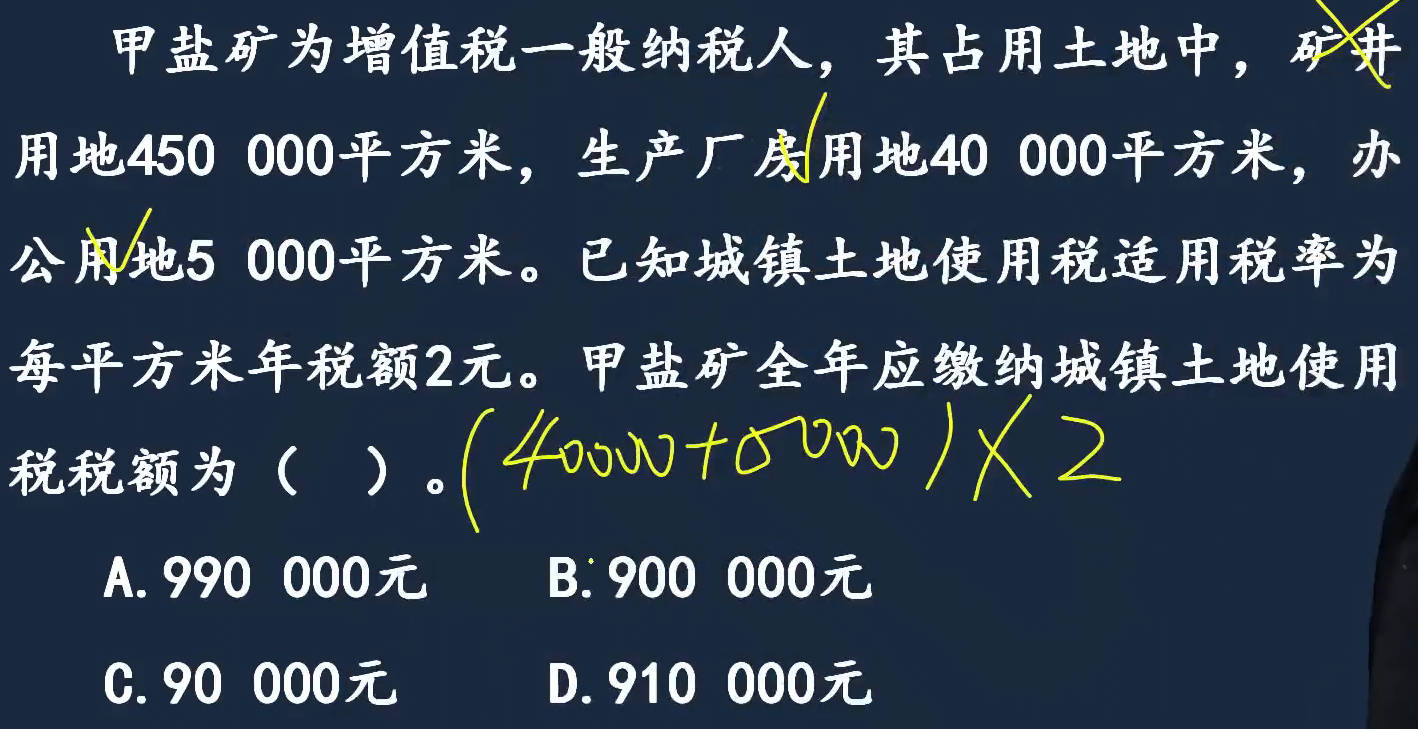 甲盐矿为增值税一般纳税人，其占用土地中，矿井
用地450 000平方米，生产厂房用地40 000平方米，办
公用地5 000平方米。已知城镇土地使用税适用税率为
每平方米年税额2元。甲盐矿全年应缴纳城镇土地使用
税税额为（ ）。(40000+5000)×2
A.990 000元 B.900 000元
C.90 000元 D.910 000元